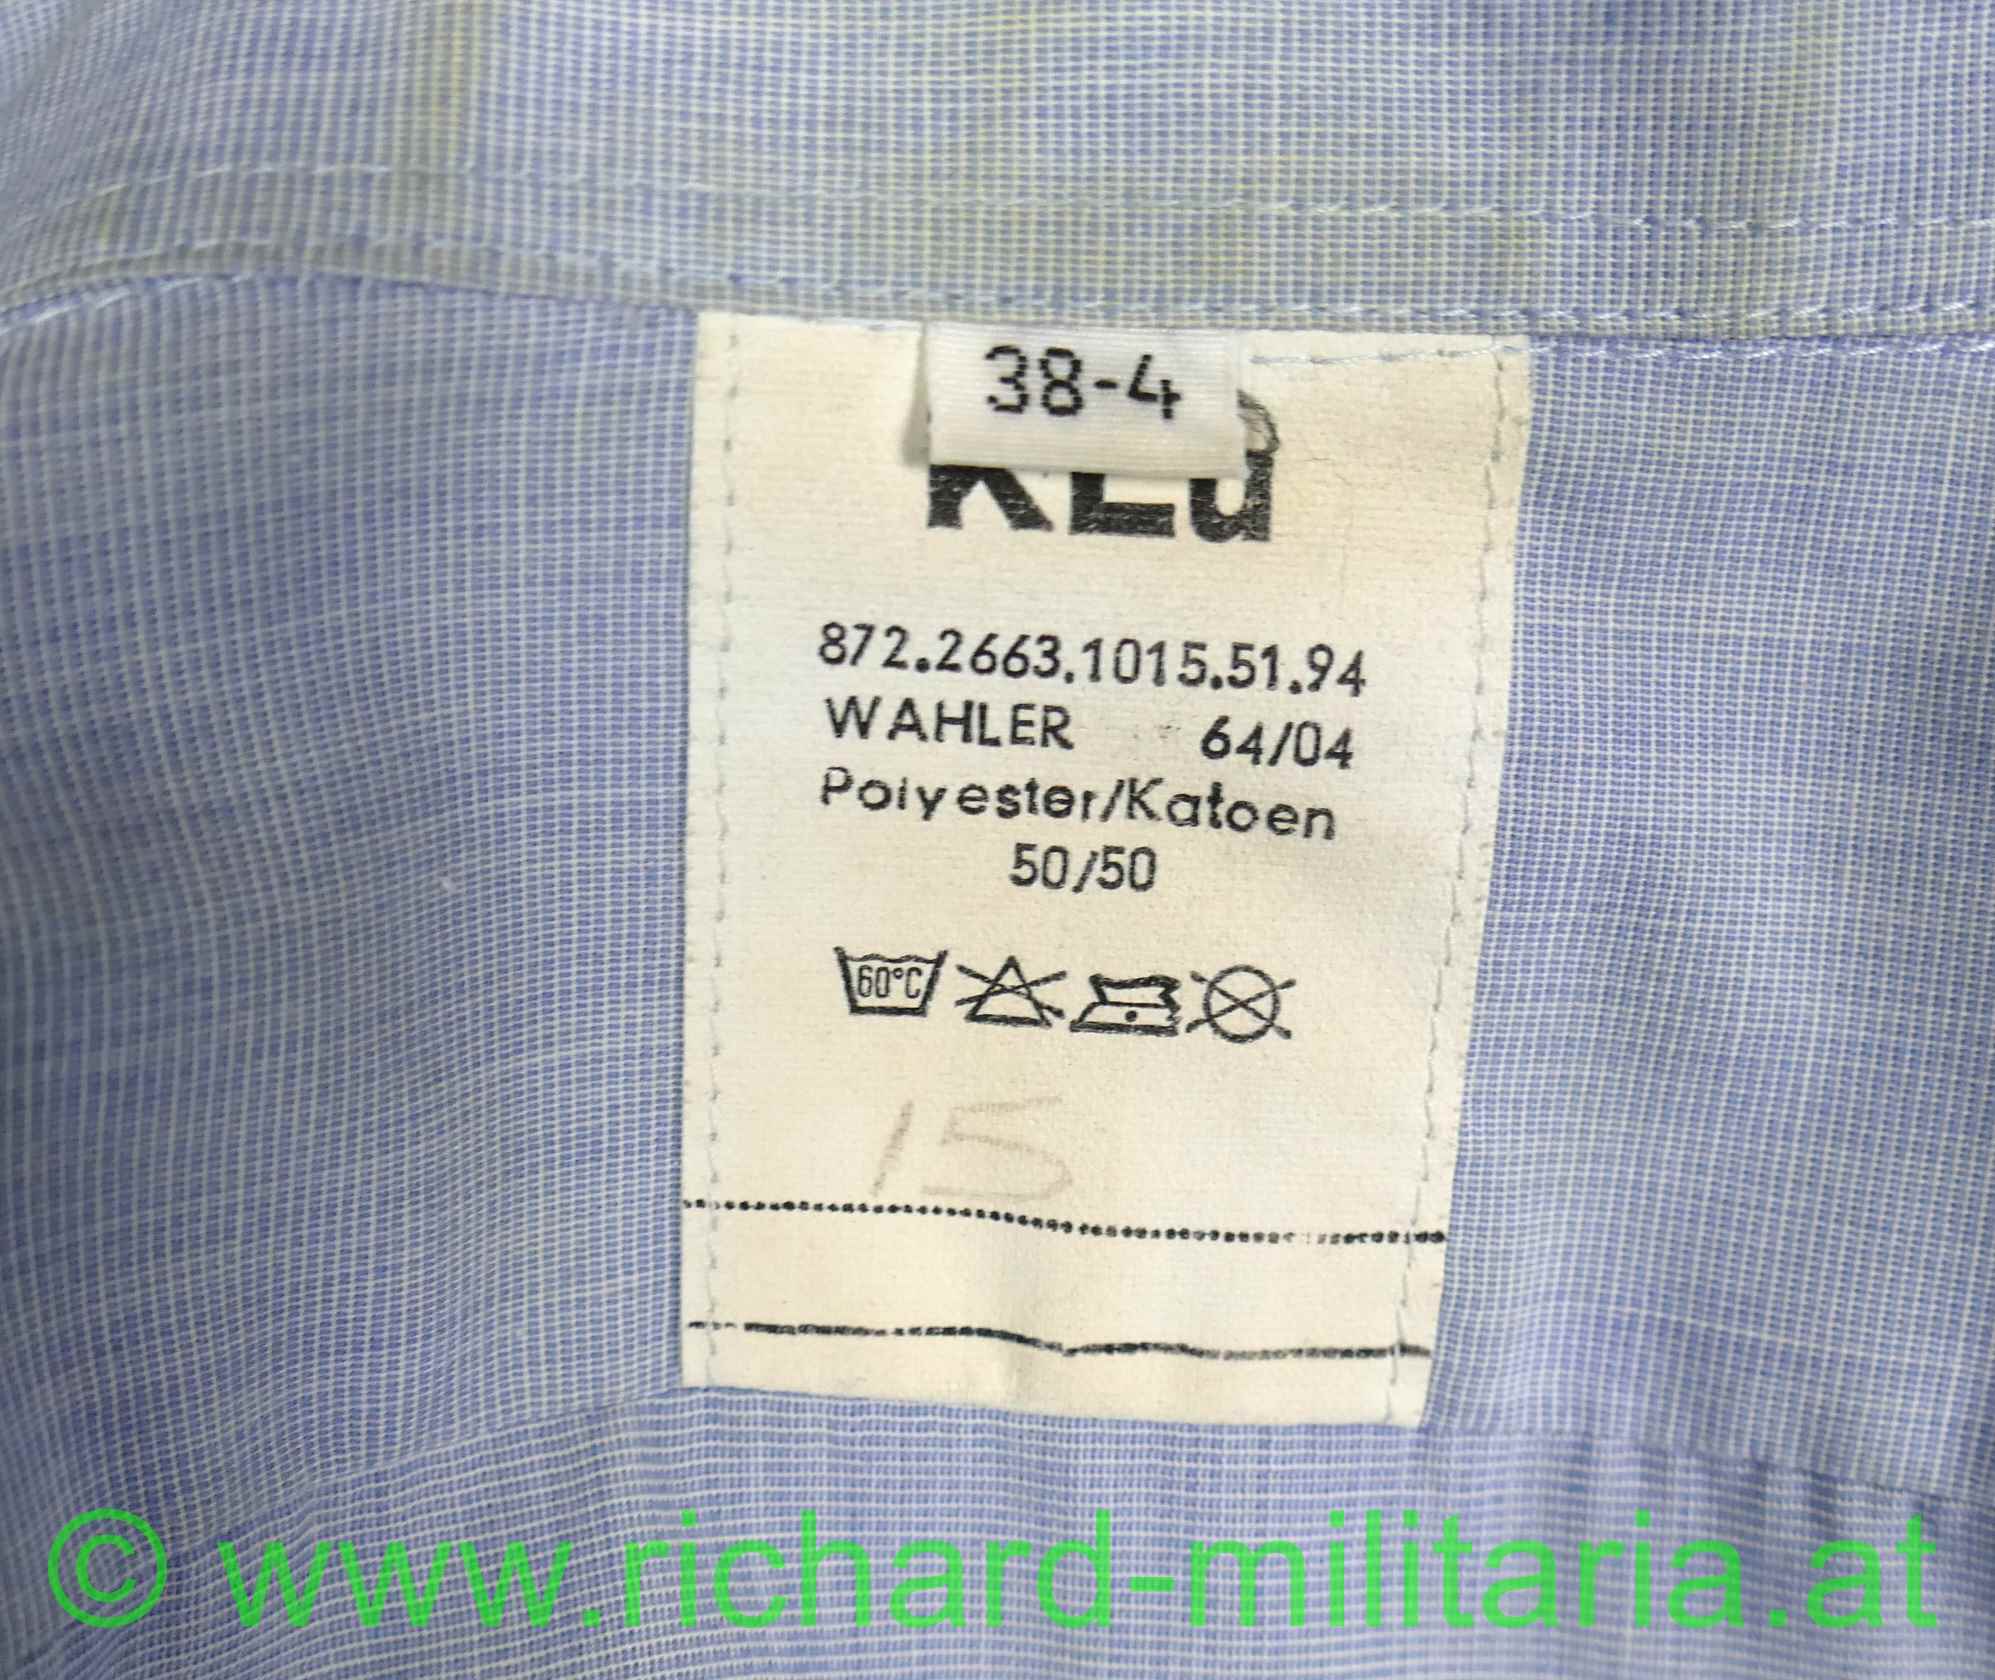 38-4
KLu
872.2663.1015.51.94
WAHLER 64/04
Polyester/Katoen
50/50
60°C
15
© www.richard-militaria.at